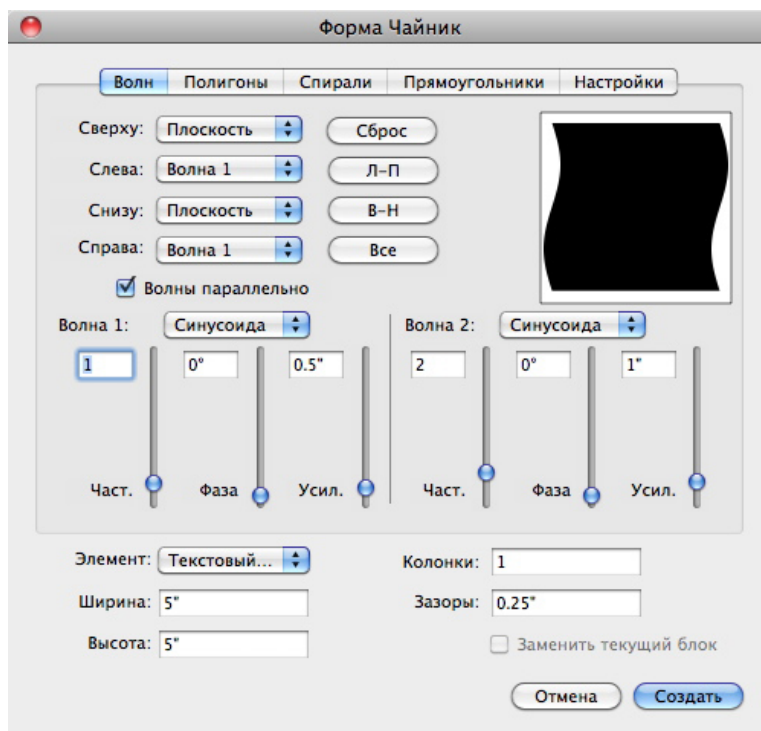 Форма Чайник
Волн Полигоны Спирали Прямоугольники Настройки
Сверху: Плоскость Сброс
Слева: Волна 1 Л-П
Снизу: Плоскость В-Н
Справа: Волна 1 Все
Волны параллельно
Волна 1: Синусоида Волна 2: Синусоида
1 0° 0.5" 2 0° 1"
Част. Фаза Усил. Част. Фаза Усил.
Элемент: Текстовый... Колонки: 1
Ширина: 5" Зазоры: 0.25"
Высота: 5" Заменить текущий блок
Отмена Создать